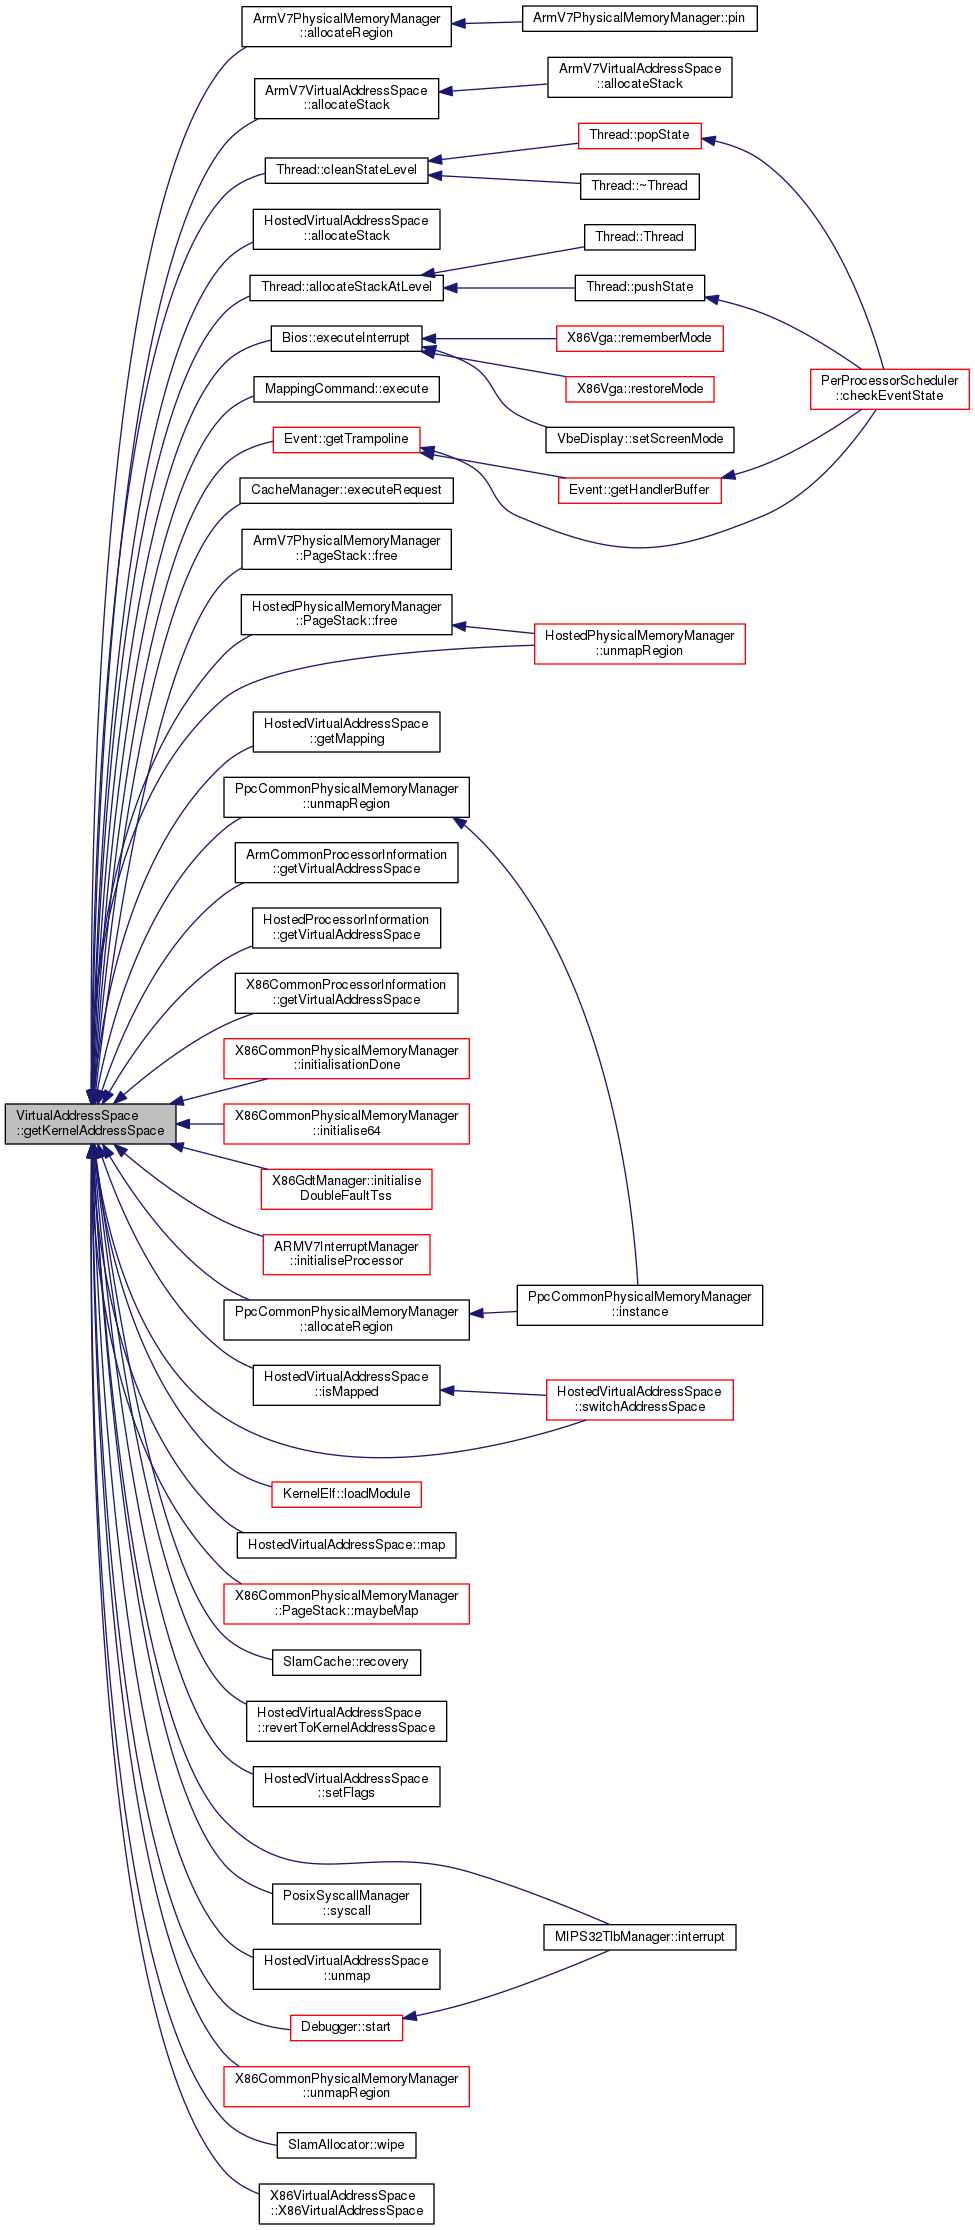 ArmV7PhysicalMemoryManager
::allocateRegion
ArmV7PhysicalMemoryManager::pin
ArmV7VirtualAddressSpace
::allocateStack
ArmV7VirtualAddressSpace
::allocateStack
Thread::popState
Thread::cleanStateLevel
Thread::~Thread
HostedVirtualAddressSpace
::allocateStack
Thread::Thread
Thread::allocateStackAtLevel
Thread::pushState
Bios::executeInterrupt
X86Vga::rememberMode
X86Vga::restoreMode
MappingCommand::execute
PerProcessorScheduler
::checkEventState
Event::getTrampoline
VbeDisplay::setScreenMode
CacheManager::executeRequest
Event::getHandlerBuffer
ArmV7PhysicalMemoryManager
::PageStack::free
HostedPhysicalMemoryManager
::PageStack::free
HostedPhysicalMemoryManager
::unmapRegion
HostedVirtualAddressSpace
::getMapping
PpcCommonPhysicalMemoryManager
::unmapRegion
ArmCommonProcessorInformation
::getVirtualAddressSpace
HostedProcessorInformation
::getVirtualAddressSpace
X86CommonProcessorInformation
::getVirtualAddressSpace
X86CommonPhysicalMemoryManager
::initialisationDone
VirtualAddressSpace
::getKernelAddressSpace
X86CommonPhysicalMemoryManager
::initialise64
X86GdtManager::initialise
DoubleFaultTss
ARMV7InterruptManager
::initialiseProcessor
PpcCommonPhysicalMemoryManager
::allocateRegion
PpcCommonPhysicalMemoryManager
::instance
HostedVirtualAddressSpace
::isMapped
HostedVirtualAddressSpace
::switchAddressSpace
KernelElf::loadModule
HostedVirtualAddressSpace::map
X86CommonPhysicalMemoryManager
::PageStack::maybeMap
SlamCache::recovery
HostedVirtualAddressSpace
::revertToKernelAddressSpace
HostedVirtualAddressSpace
::setFlags
PosixSyscallManager
::syscall
MIPS32TlbManager::interrupt
HostedVirtualAddressSpace
::unmap
Debugger::start
X86CommonPhysicalMemoryManager
::unmapRegion
SlamAllocator::wipe
X86VirtualAddressSpace
::X86VirtualAddressSpace